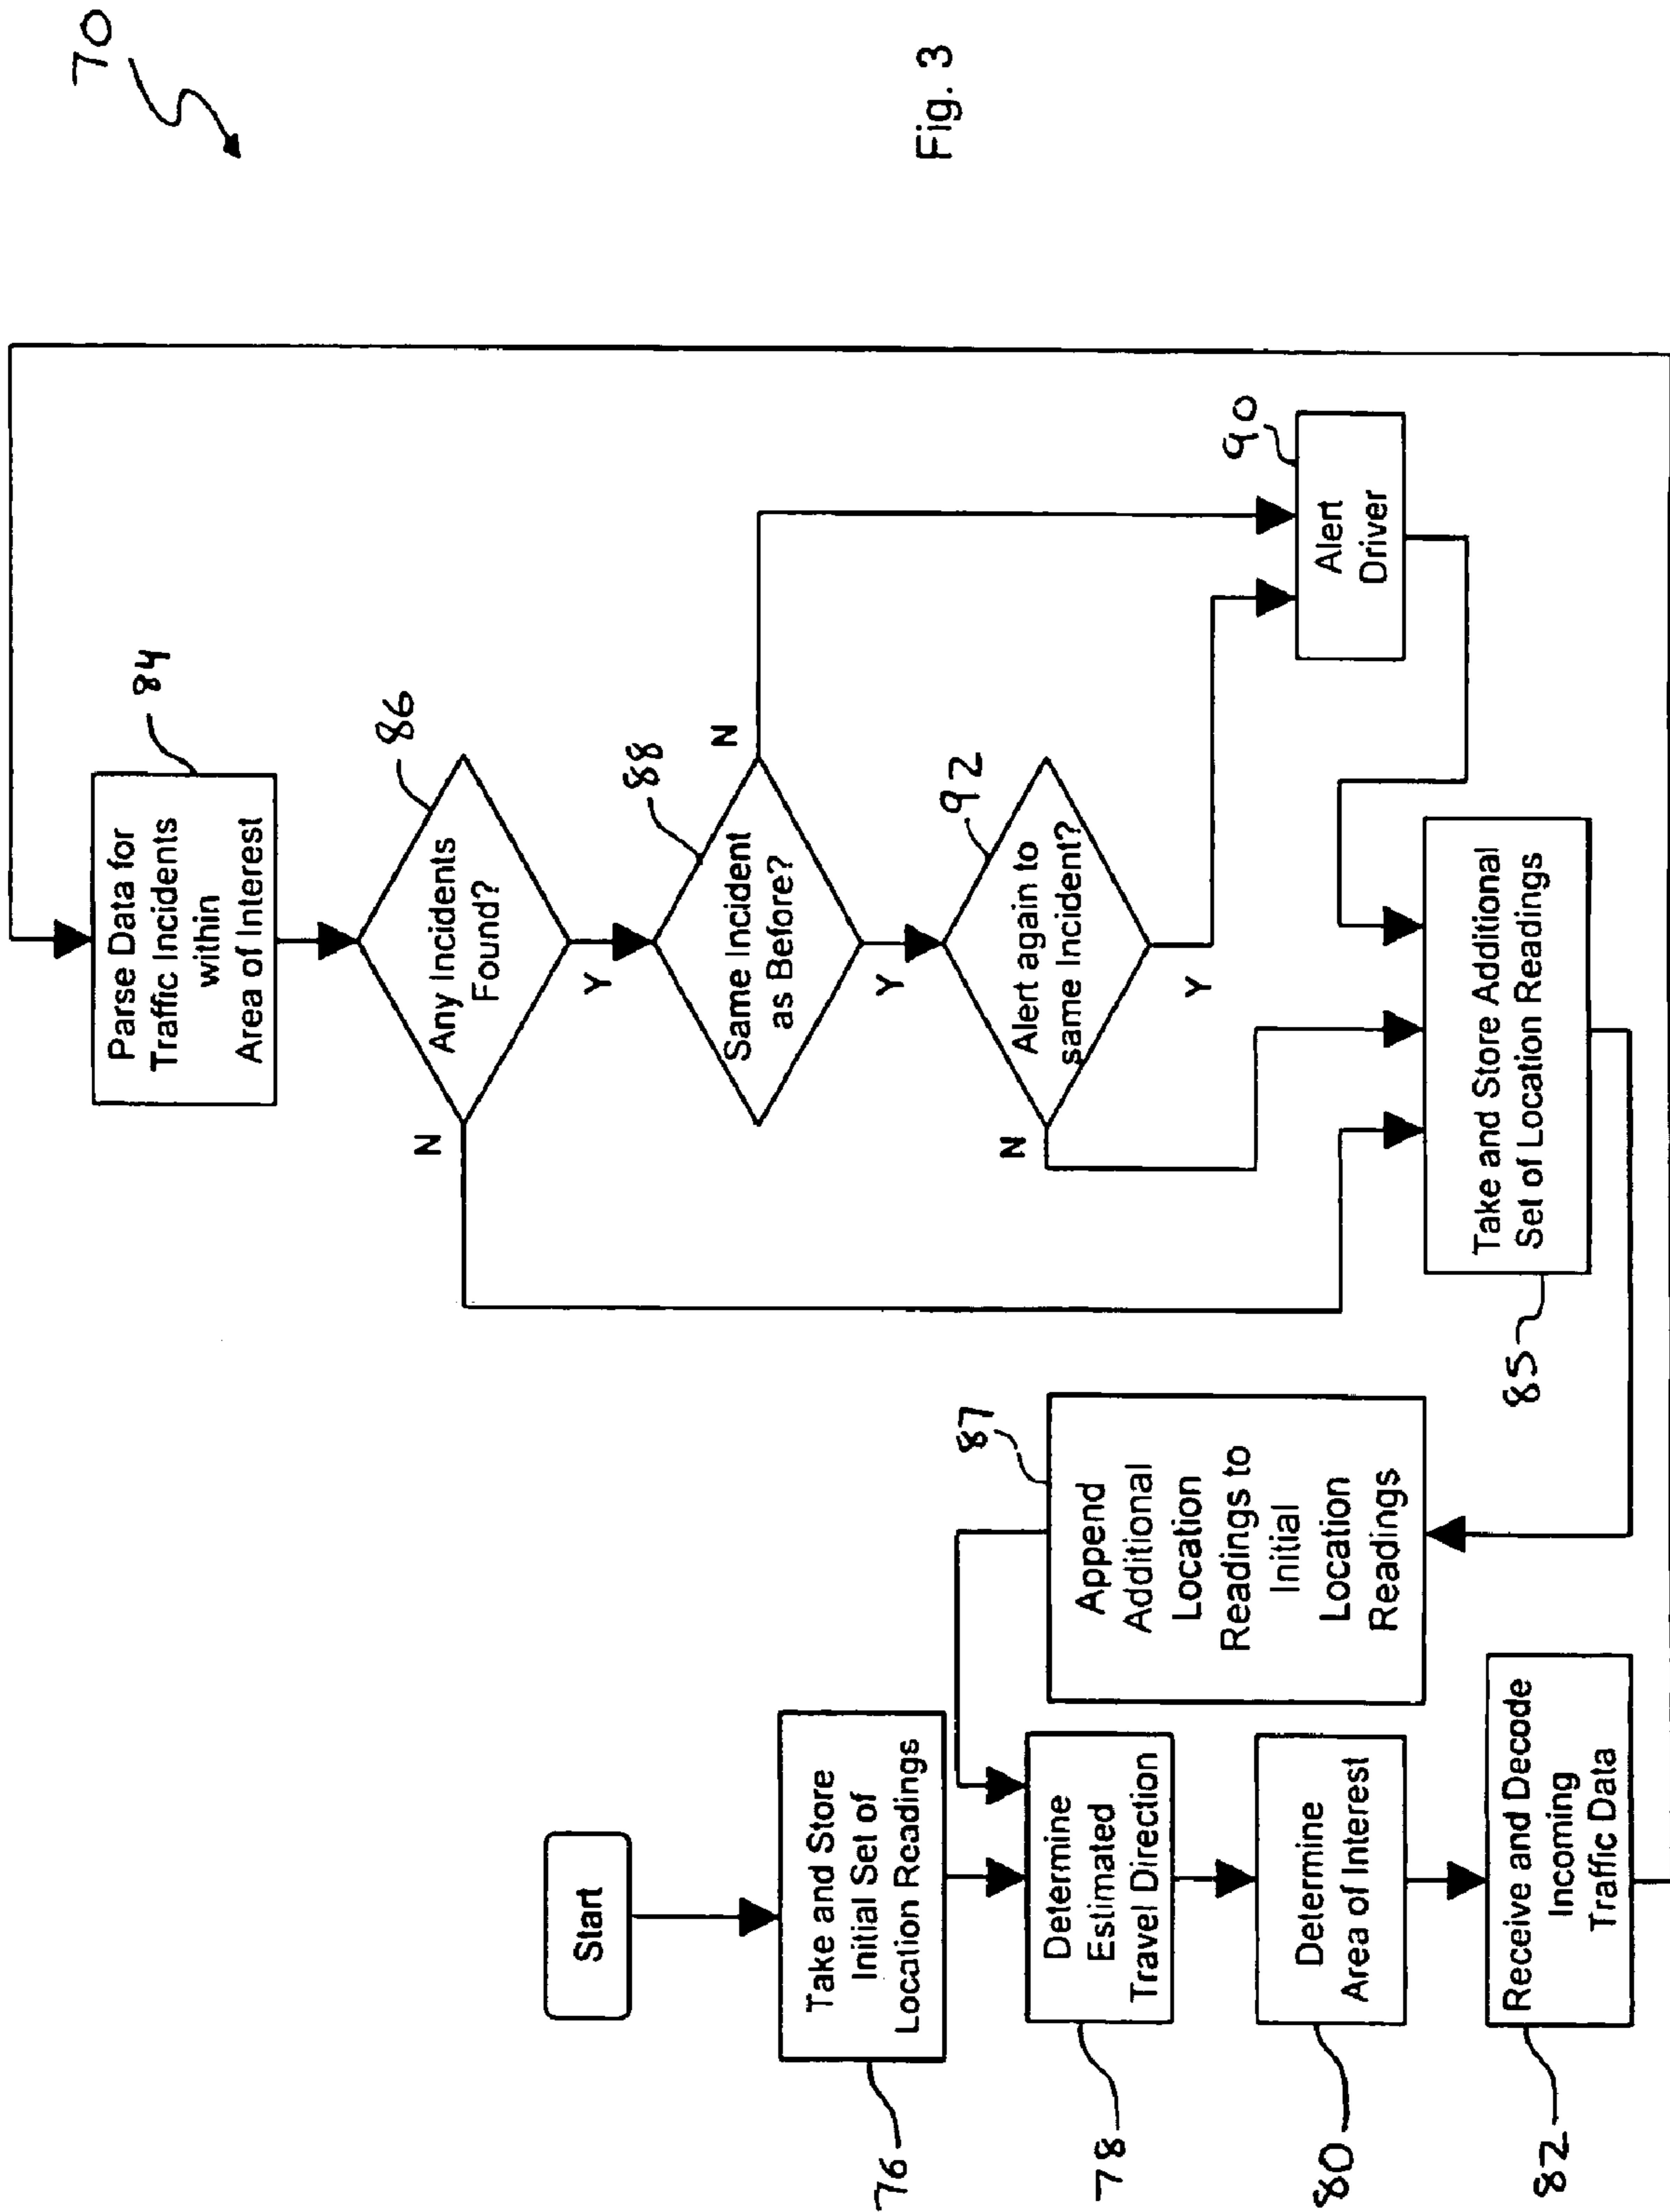 70
Start
Take and Store
Initial Set of
Location Readings
76
Determine
Estimated
Travel Direction
78
Determine
Area of Interest
80
Receive and Decode
Incoming
Traffic Data
82
Append
Additional
Location
Readings to
Initial
Location
Readings
87
Parse Data for
Traffic Incidents
within
Area of Interest
84
Any Incidents
Found?
86
N
Y
Same Incident
as Before?
88
N
Y
Alert again to
same Incident?
92
N
Y
Alert
Driver
90
Take and Store Additional
Set of Location Readings
85
Fig. 3